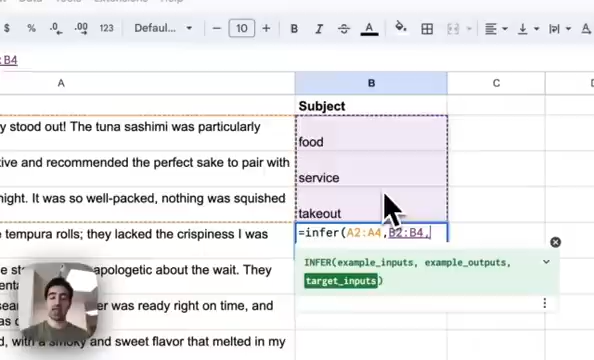 $ % .0 .00 123 Defaul... − 10 + B I A
:B4
A B C
Subject
y stood out! The tuna sashimi was particularly
food
tive and recommended the perfect sake to pair with
service
night. It was so well-packed, nothing was squished
takeout
e tempura rolls; they lacked the crispiness I was
=infer(A2:A4,B2:B4,
INFER(example_inputs, example_outputs,
target_inputs)
e st apologetic about the wait. They
er was ready right on time, and
d, with a smoky and sweet flavor that melted in my